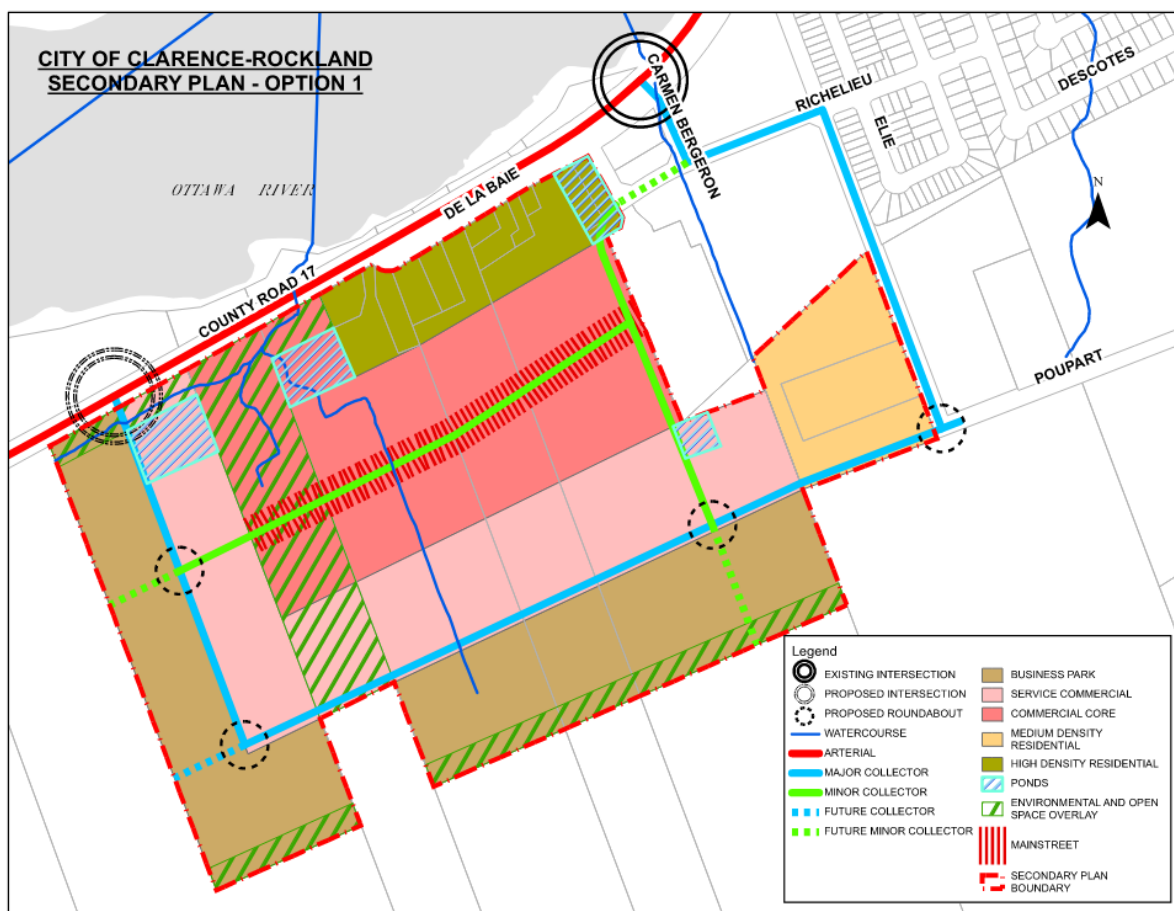 CITY OF CLARENCE-ROCKLAND
SECONDARY PLAN - OPTION 1
CARMEN BERGERON
RICHELIEU
DESCOTES
ELIE
OTTAWA RIVER
DE LA BAIE
N
COUNTY ROAD 17
POUPART
Legend
EXISTING INTERSECTION
PROPOSED INTERSECTION
PROPOSED ROUNDABOUT
WATERCOURSE
ARTERIAL
MAJOR COLLECTOR
MINOR COLLECTOR
FUTURE COLLECTOR
FUTURE MINOR COLLECTOR
BUSINESS PARK
SERVICE COMMERCIAL
COMMERCIAL CORE
MEDIUM DENSITY
RESIDENTIAL
HIGH DENSITY RESIDENTIAL
PONDS
ENVIRONMENTAL AND OPEN
SPACE OVERLAY
MAINSTREET
SECONDARY PLAN
BOUNDARY